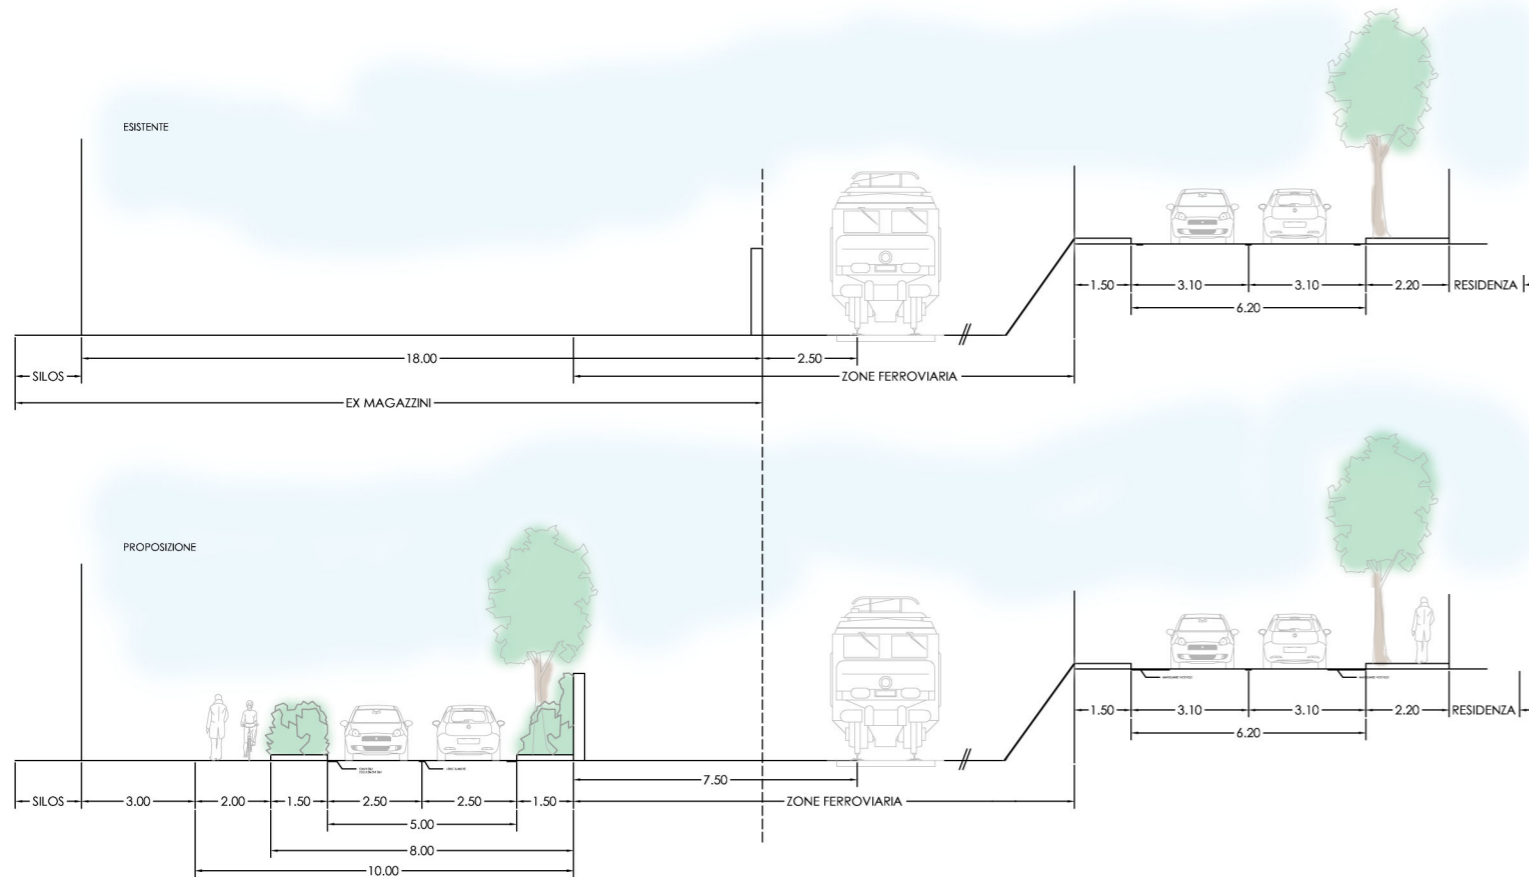 ESISTENTE
1.50
3.10
3.10
2.20
RESIDENZA
6.20
18.00
2.50
SILOS
ZONE FERROVIARIA
EX MAGAZZINI
PROPOSIZIONE
1.50
3.10
3.10
2.20
RESIDENZA
6.20
7.50
SILOS
3.00
2.00
1.50
2.50
2.50
1.50
ZONE FERROVIARIA
5.00
8.00
10.00